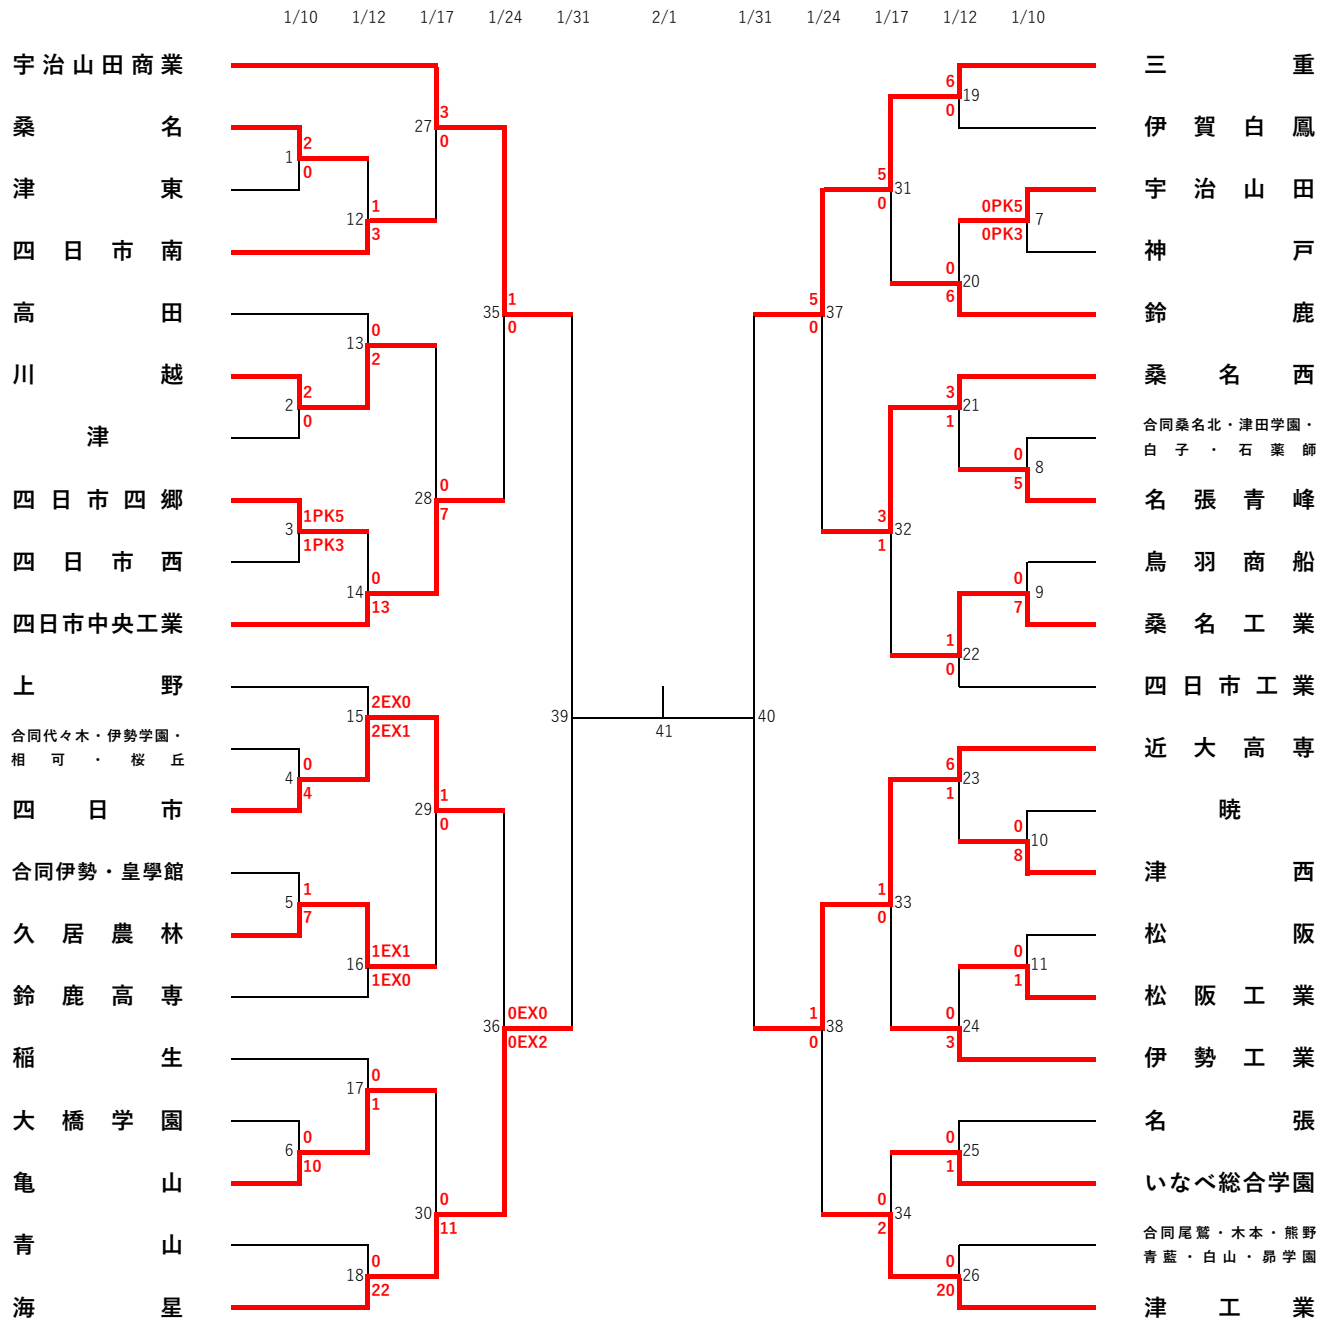 1/10 1/12 1/17 1/24 1/31 2/1 1/31 1/24 1/17 1/12 1/10
宇治山田商業
桑名
津東
四日市南
高田
川越
津
四日市四郷
四日市西
四日市中央工業
上野
合同代々木・伊勢学園・
相可・桜丘
四日市
合同伊勢・皇學館
久居農林
鈴鹿高専
稲生
大橋学園
亀山
青山
海星
1
2
0
2
2
0
3
1PK5
1PK3
4
0
4
5
1
7
6
0
10
12
1
3
13
0
2
14
0
13
15
2EX0
2EX1
16
1EX1
1EX0
17
0
1
18
0
22
27
3
0
28
0
7
29
1
0
30
0
11
35
1
0
36
0EX0
0EX2
39
41
40
5
37
0
1
38
0
5
31
0
3
32
1
1
33
0
0
34
2
6
19
0
0
20
6
3
21
1
1
22
0
6
23
1
0
24
3
0
25
1
0
26
20
0PK5
7
0PK3
0
8
5
0
9
7
0
10
8
0
11
1
三重
伊賀白鳳
宇治山田
神戸
鈴鹿
桑名西
合同桑名北・津田学園・
白子・石薬師
名張青峰
鳥羽商船
桑名工業
四日市工業
近大高専
暁
津西
松阪
松阪工業
伊勢工業
名張
いなべ総合学園
合同尾鷲・木本・熊野
青藍・白山・昴学園
津工業